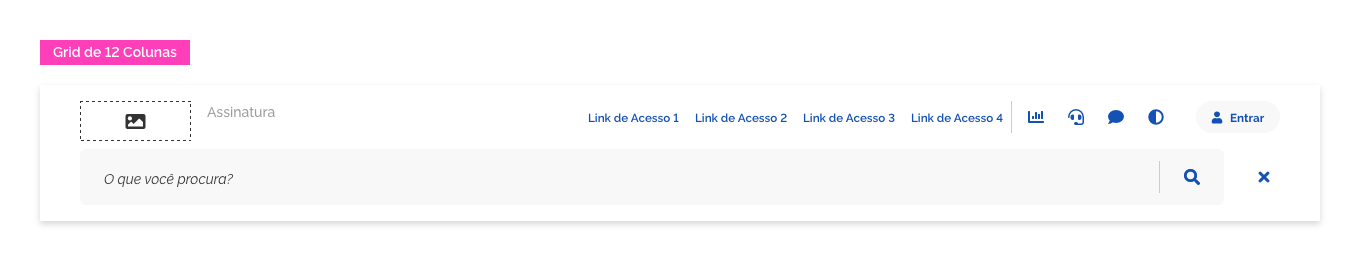 Grid de 12 Colunas
Assinatura
Link de Acesso 1 Link de Acesso 2 Link de Acesso 3 Link de Acesso 4 Entrar
O que você procura?